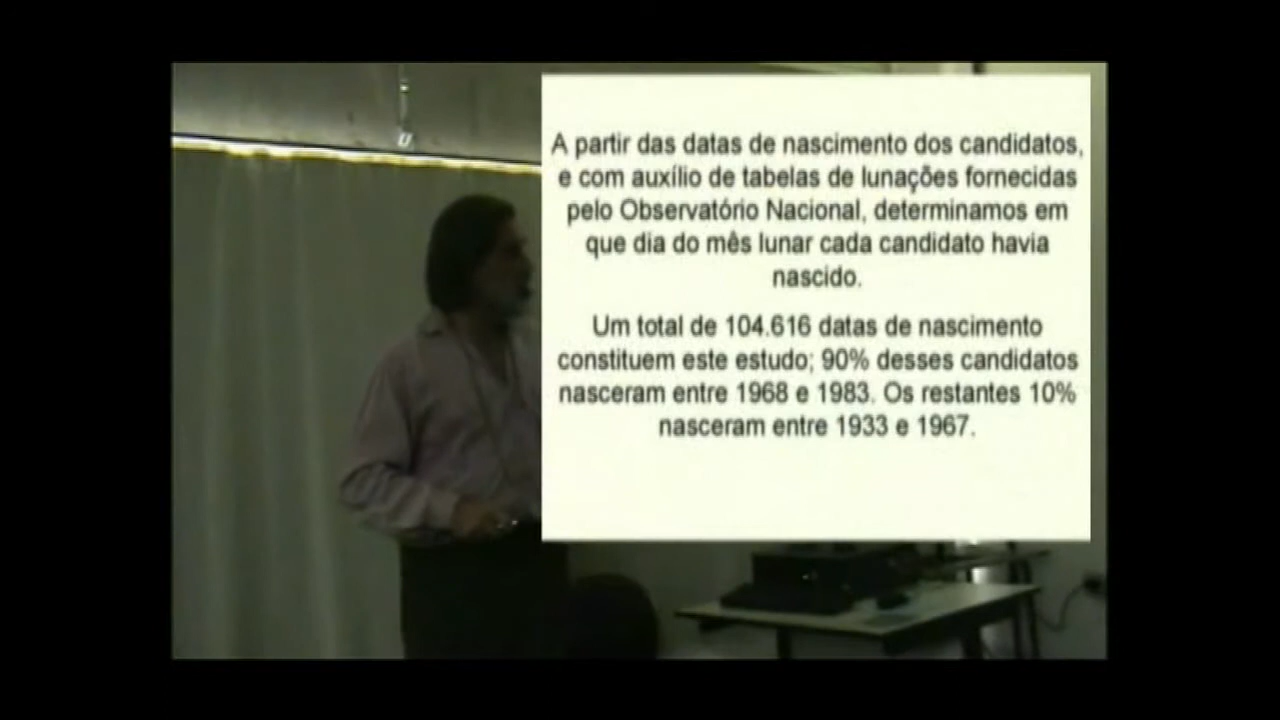 A partir das datas de nascimento dos candidatos,
e com auxílio de tabelas de lunações fornecidas
pelo Observatório Nacional, determinamos em
que dia do mês lunar cada candidato havia
nascido.
Um total de 104.616 datas de nascimento
constituem este estudo; 90% desses candidatos
nasceram entre 1968 e 1983. Os restantes 10%
nasceram entre 1933 e 1967.